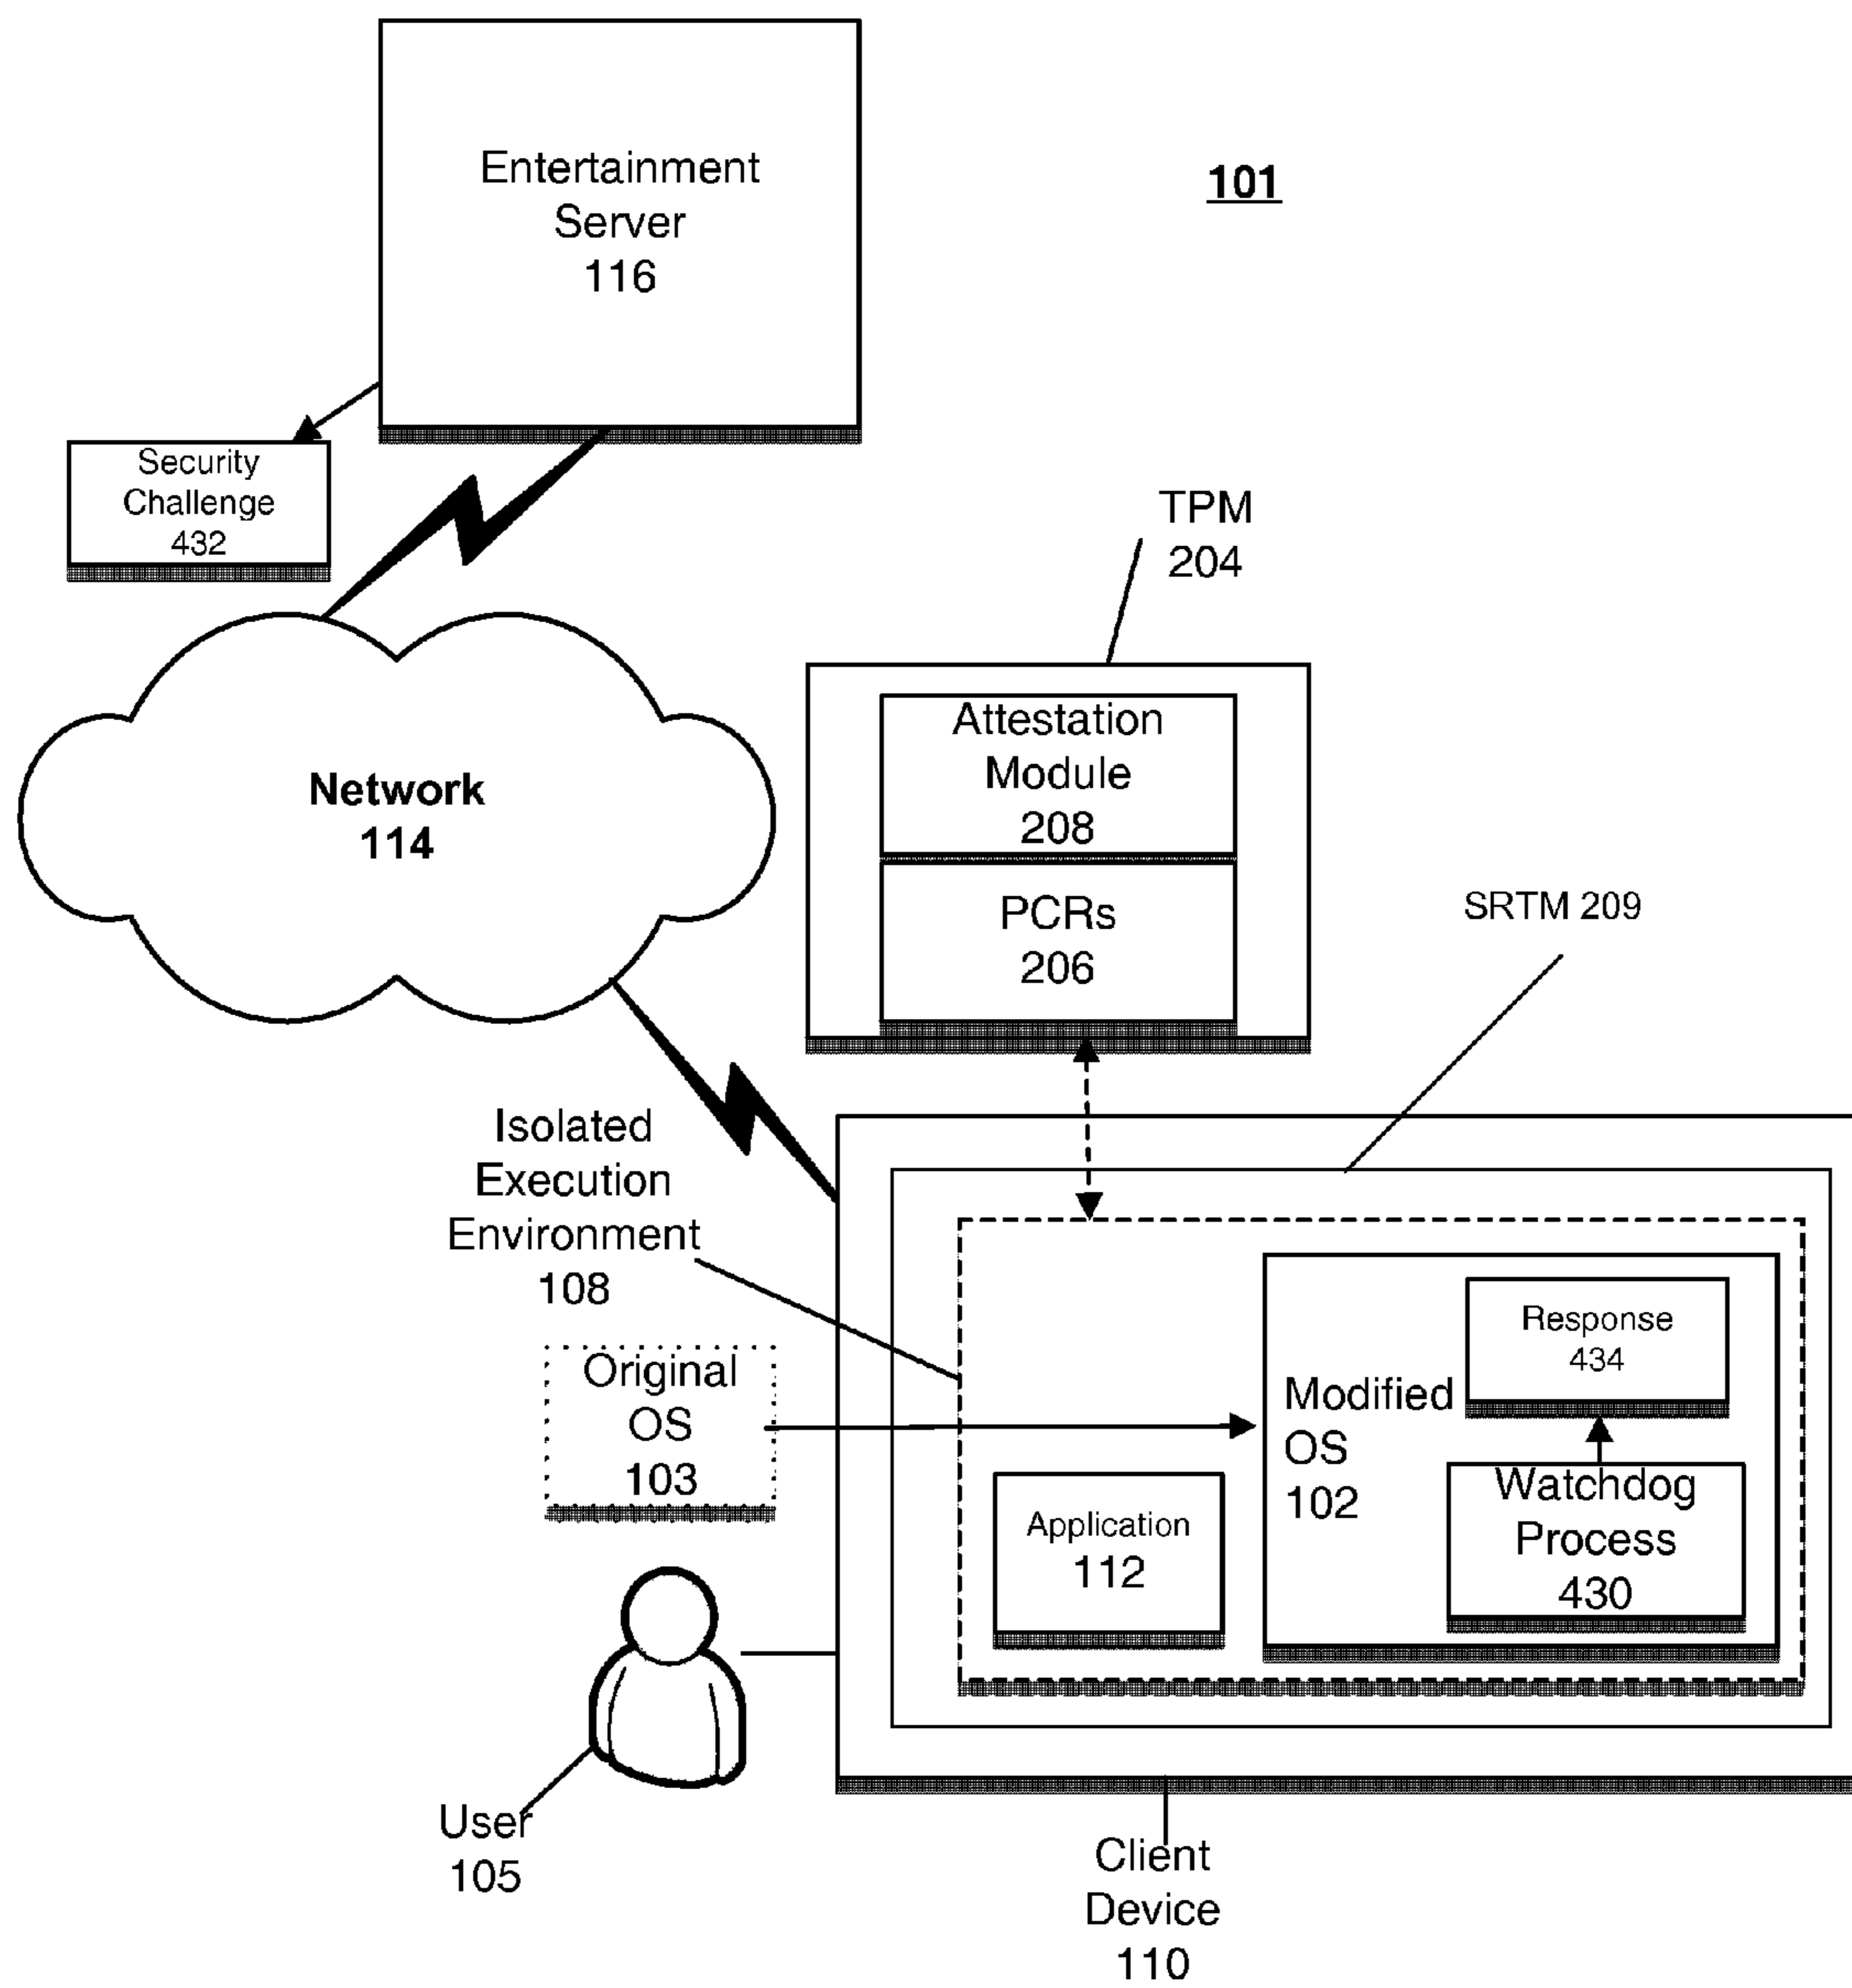 Entertainment
Server
116
101
Security
Challenge
432
TPM
204
Attestation
Module
208
PCRs
206
Network
114
SRTM 209
Isolated
Execution
Environment
108
Original
OS
103
Response
434
Modified
OS
102
Watchdog
Process
430
Application
112
User
105
Client
Device
110